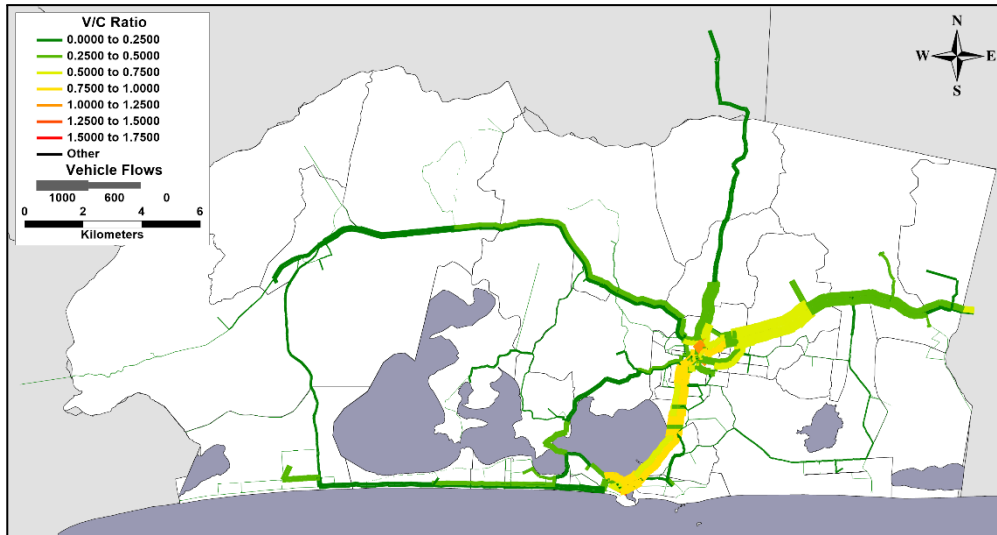 V/C Ratio
0.0000 to 0.2500
0.2500 to 0.5000
0.5000 to 0.7500
0.7500 to 1.0000
1.0000 to 1.2500
1.2500 to 1.5000
1.5000 to 1.7500
Other
Vehicle Flows
1000 600 0
0 2 4 6
Kilometers
N
W E
S